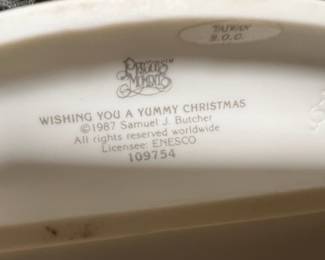 TAIWAN
R.O.C.
PRECIOUS
MOMENTS
WISHING YOU A YUMMY CHRISTMAS
©1987 Samuel J. Butcher
All rights reserved worldwide
Licensee: ENESCO
109754